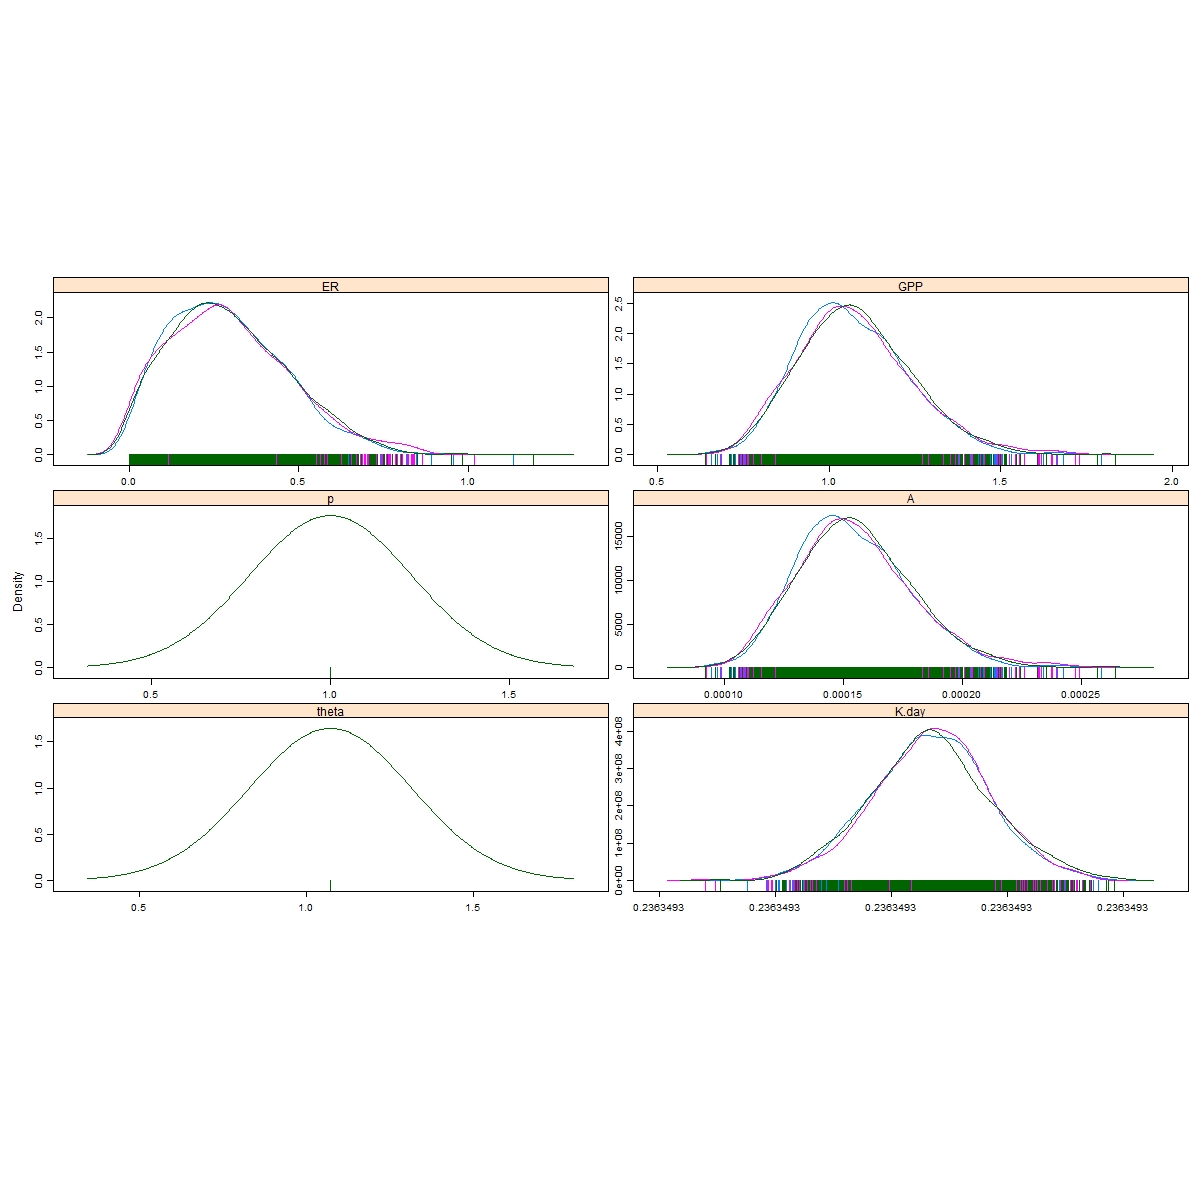 ER
0.0 0.5 1.0 1.5 2.0
0.0 0.5 1.0
GPP
0.0 0.5 1.0 1.5 2.0 2.5
0.5 1.0 1.5 2.0
Density
p
0.0 0.5 1.0 1.5
0.5 1.0 1.5
A
0 5000 10000 15000
0.00010 0.00015 0.00020 0.00025
theta
0.0 0.5 1.0 1.5
0.5 1.0 1.5
K.day
0e+00 1e+08 2e+08 3e+08 4e+08
0.2363493 0.2363493 0.2363493 0.2363493 0.2363493